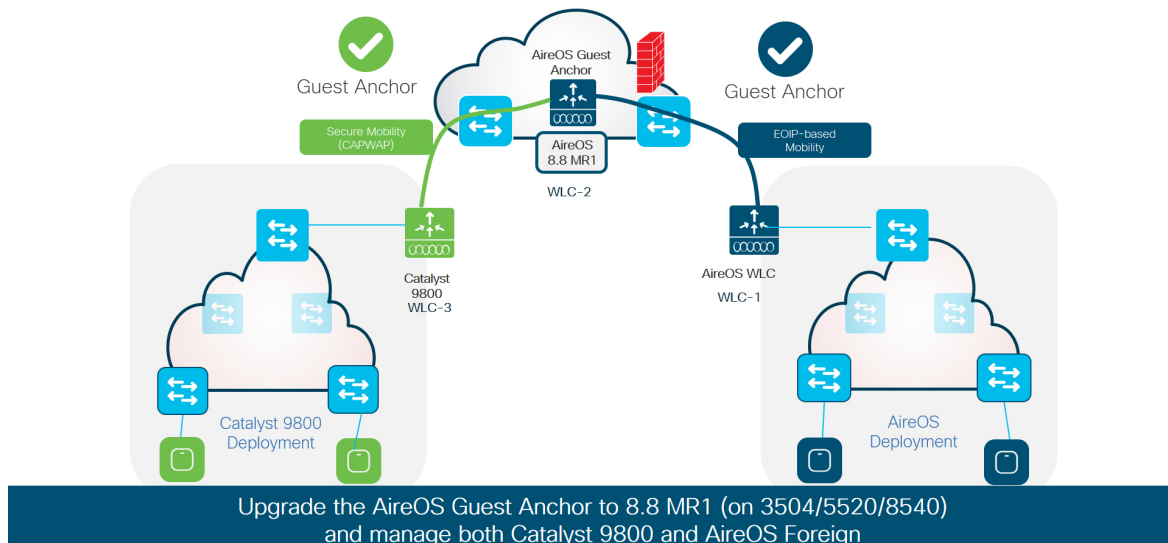 AireOS Guest
Anchor
Guest Anchor
Guest Anchor
Secure Mobility
(CAPWAP)
EOIP-based
Mobility
AireOS
8.8 MR1
WLC-2
Catalyst
9800
WLC-3
AireOS WLC
WLC-1
Catalyst 9800
Deployment
AireOS
Deployment
Upgrade the AireOS Guest Anchor to 8.8 MR1 (on 3504/5520/8540)
and manage both Catalyst 9800 and AireOS Foreign